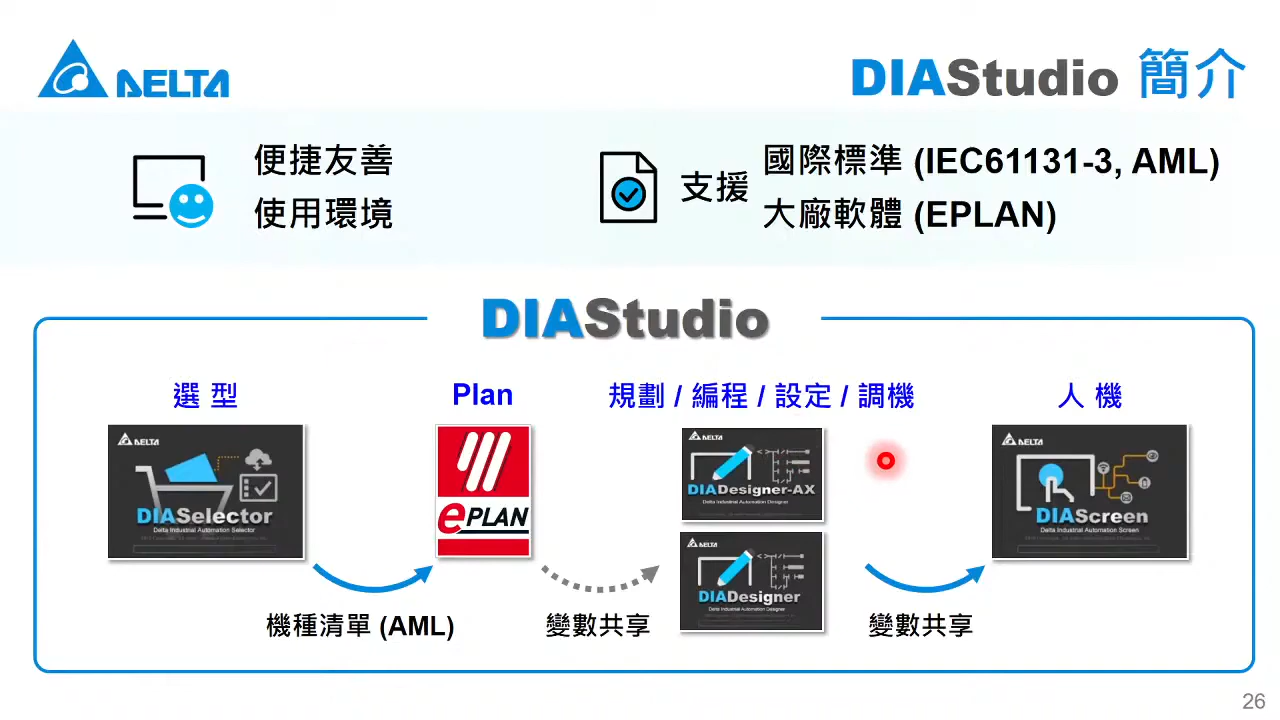 DELTA
DIAStudio 簡介
便捷友善
使用環境
支援
國際標準 (IEC61131-3, AML)
大廠軟體 (EPLAN)
DIAStudio
選 型
Plan
規劃 / 編程 / 設定 / 調機
人 機
DELTA
DIASelector
Delta Industrial Automation Selector
ePLAN
DELTA
DIADesigner-AX
Delta Industrial Automation Designer
DELTA
DIADesigner
Delta Industrial Automation Designer
DELTA
DIAScreen
Delta Industrial Automation Screen
機種清單 (AML)
變數共享
變數共享
26